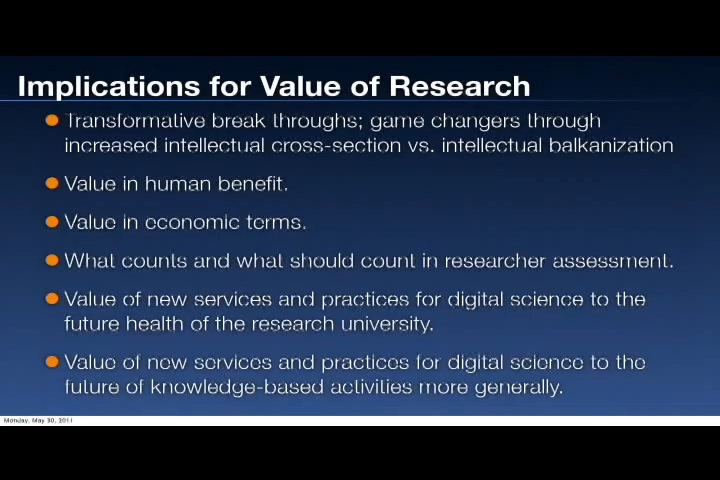 Implications for Value of Research
Transformative break throughs; game changers through
increased intellectual cross-section vs. intellectual balkanization
Value in human benefit.
Value in economic terms.
What counts and what should count in researcher assessment.
Value of new services and practices for digital science to the
future health of the research university.
Value of new services and practices for digital science to the
future of knowledge-based activities more generally.
Monday, May 30, 2011